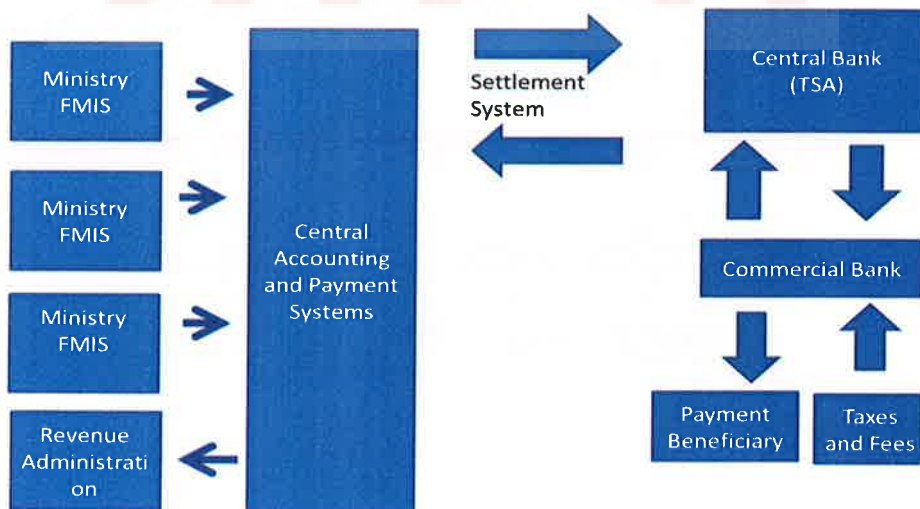 Ministry
FMIS
Ministry
FMIS
Ministry
FMIS
Revenue
Administrati
on
Central
Accounting
and Payment
Systems
Settlement
System
Central Bank
(TSA)
Commercial Bank
Payment
Beneficiary
Taxes
and Fees